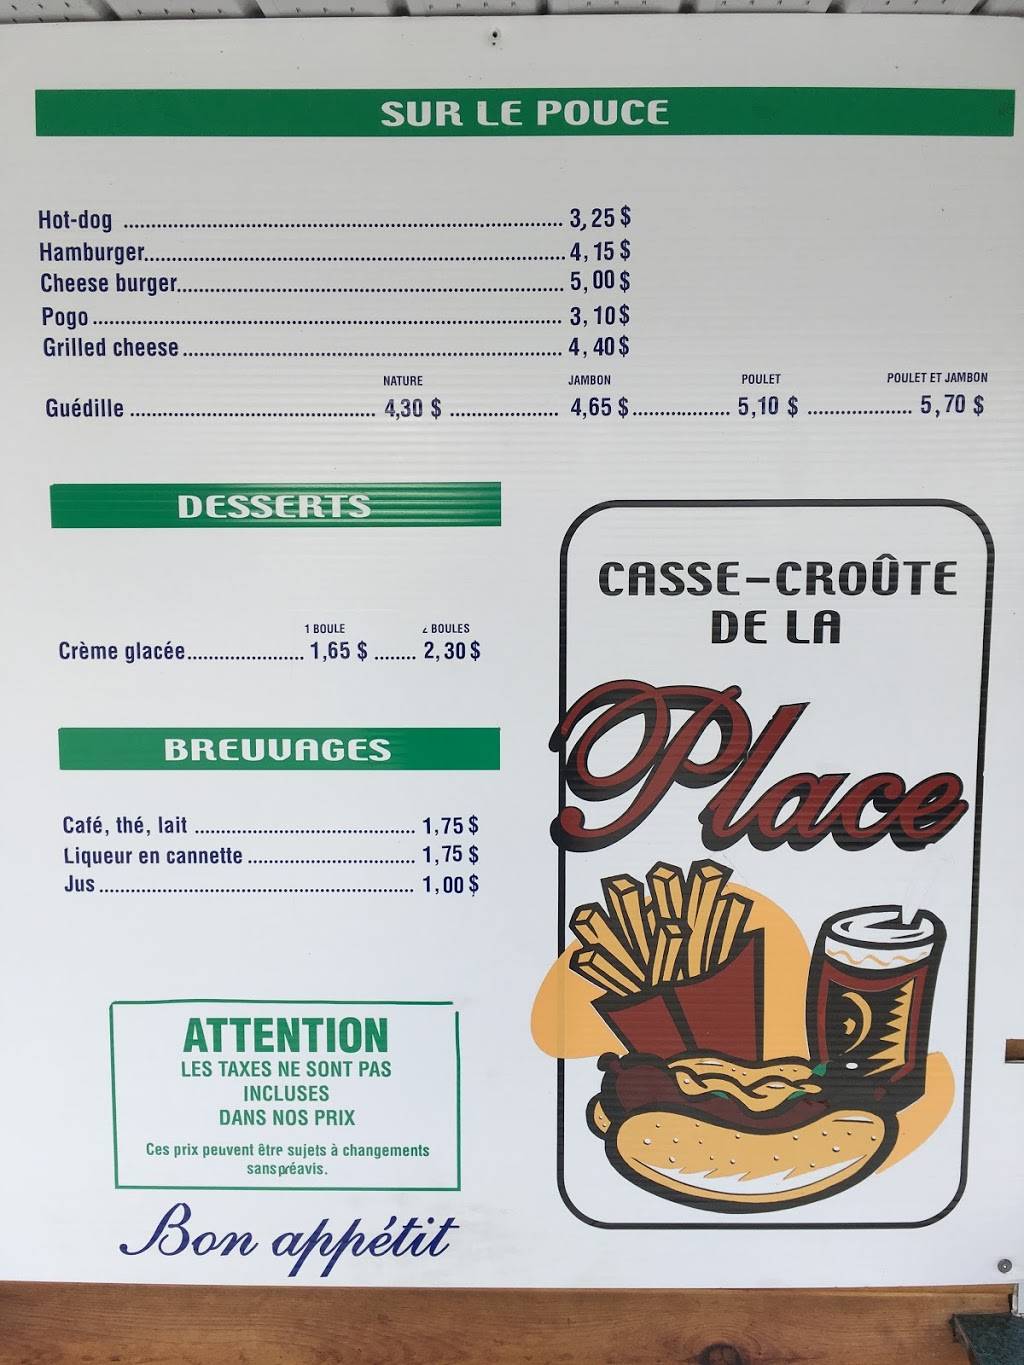 SUR LE POUCE
Hot-dog ........ 3,25 $
Hamburger........ 4,15 $
Cheese burger........ 5,00 $
Pogo ........ 3,10 $
Grilled cheese ........ 4,40 $
NATURE JAMBON POULET POULET ET JAMBON
Guédille ........ 4,30 $ ........ 4,65 $ ........ 5,10 $ ........ 5,70 $
DESSERTS
1 BOULE 2 BOULES
Crème glacée........ 1,65 $ ........ 2,30 $
BREUVAGES
Café, thé, lait ........ 1,75 $
Liqueur en cannette ........ 1,75 $
Jus ........ 1,00 $
ATTENTION
LES TAXES NE SONT PAS
INCLUSES
DANS NOS PRIX
Ces prix peuvent être sujets à changements
sans préavis.
Bon appétit
CASSE-CROÛTE
DE LA
Place